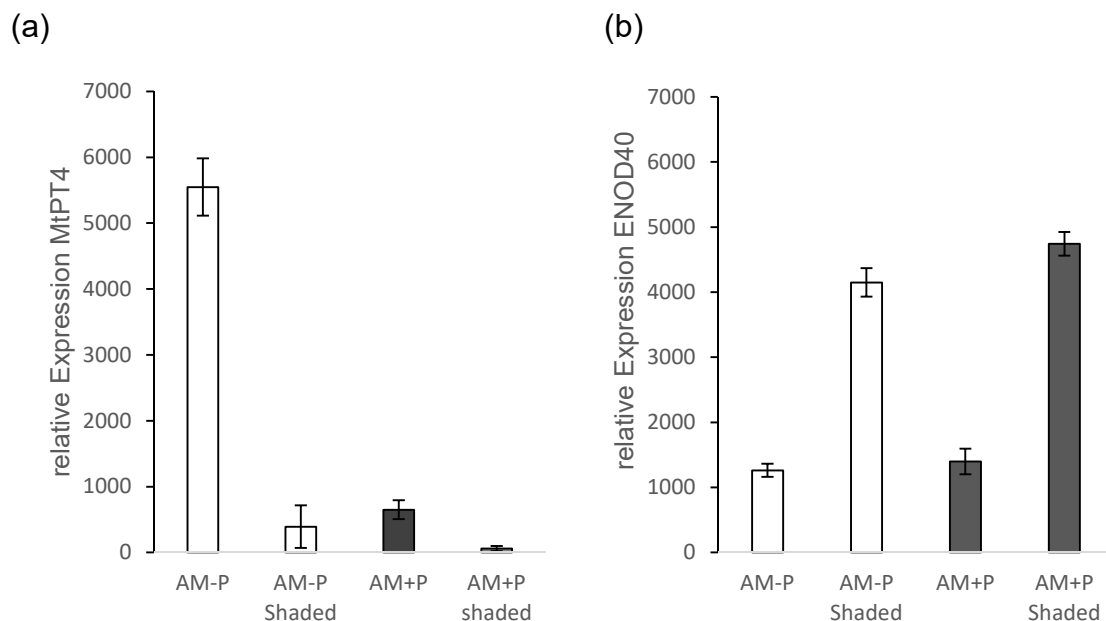 (a)
relative Expression MtPT4
7000
6000
5000
4000
3000
2000
1000
0
AM-P
AM-P
Shaded
AM+P
AM+P
shaded
(b)
relative Expression ENOD40
7000
6000
5000
4000
3000
2000
1000
0
AM-P
AM-P
Shaded
AM+P
AM+P
Shaded